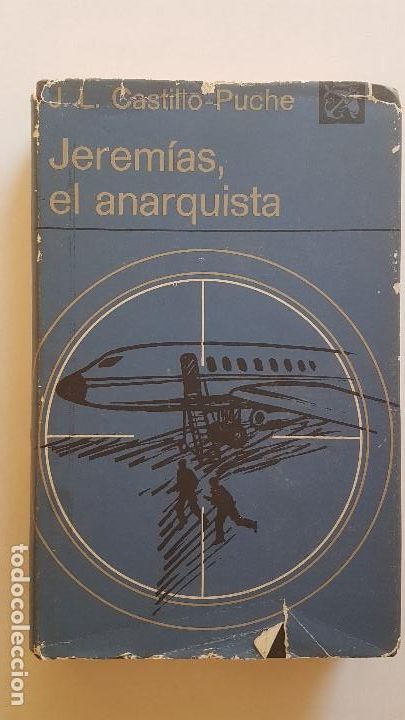 J. L. Castillo-Puche
Jeremías,
el anarquista
todocoleccion